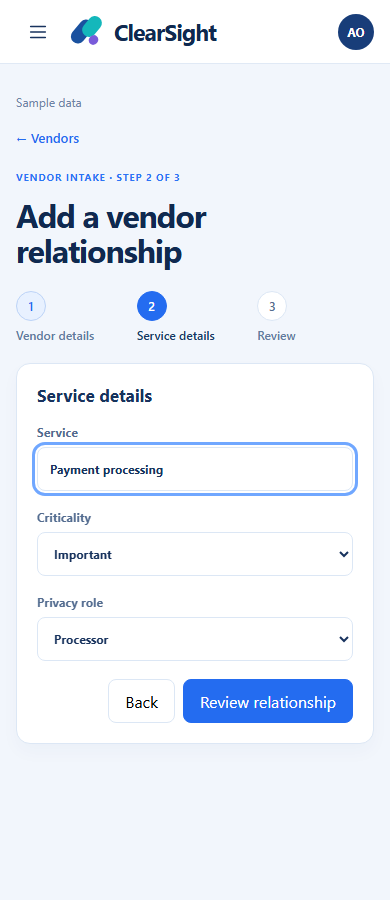 ClearSight
AO
Sample data
← Vendors
VENDOR INTAKE · STEP 2 OF 3
Add a vendor
relationship
1
2
3
Vendor details
Service details
Review
Service details
Service
Payment processing
Criticality
Important
Privacy role
Processor
Back
Review relationship